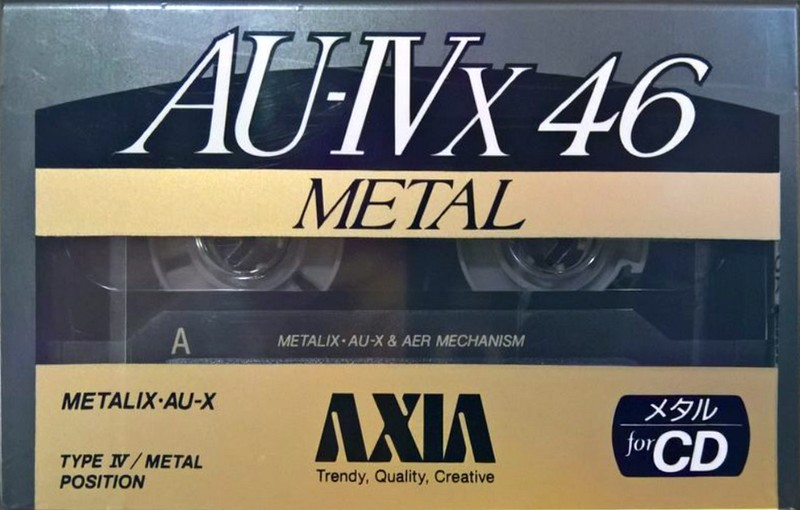 AU-IVX 46
METAL
A
METALIX・AU-X & AER MECHANISM
METALIX・AU-X
AXIA
Trendy, Quality, Creative
TYPE IV / METAL
POSITION
メタル
for CD